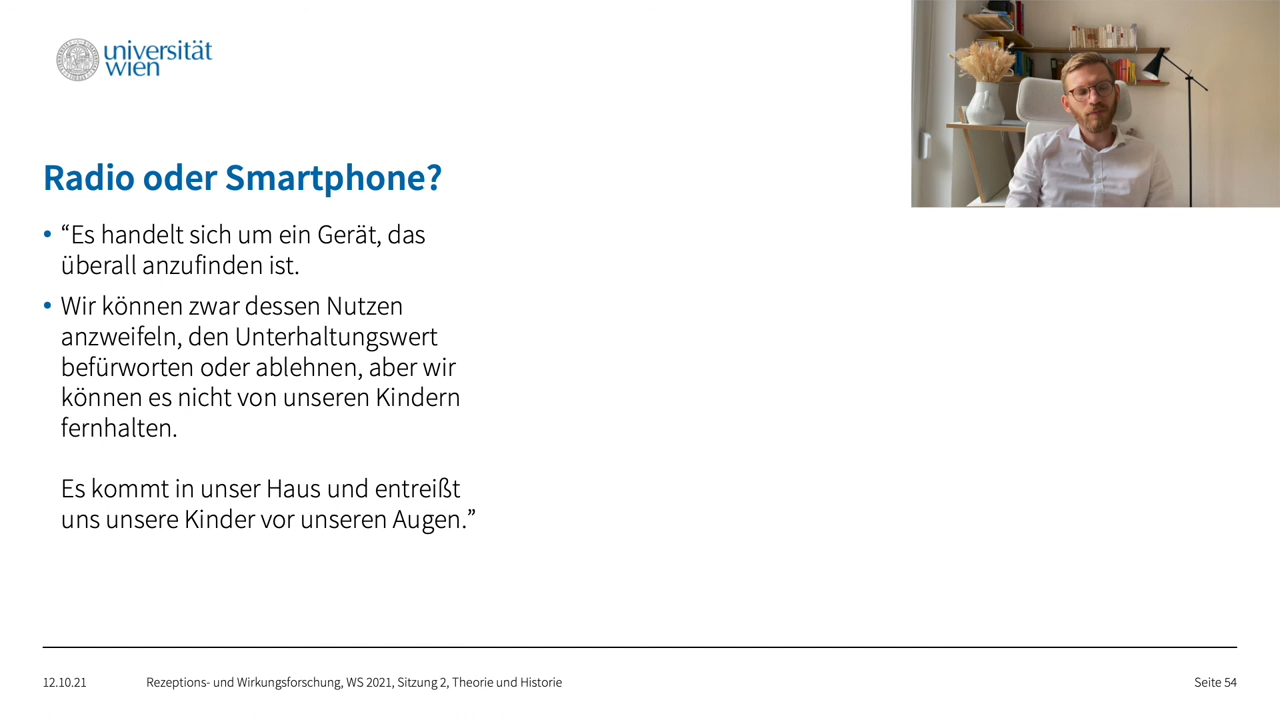 universität
wien
Radio oder Smartphone?
• “Es handelt sich um ein Gerät, das
überall anzufinden ist.
• Wir können zwar dessen Nutzen
anzweifeln, den Unterhaltungswert
befürworten oder ablehnen, aber wir
können es nicht von unseren Kindern
fernhalten.
Es kommt in unser Haus und entreißt
uns unsere Kinder vor unseren Augen.”
12.10.21 Rezeptions- und Wirkungsforschung, WS 2021, Sitzung 2, Theorie und Historie Seite 54